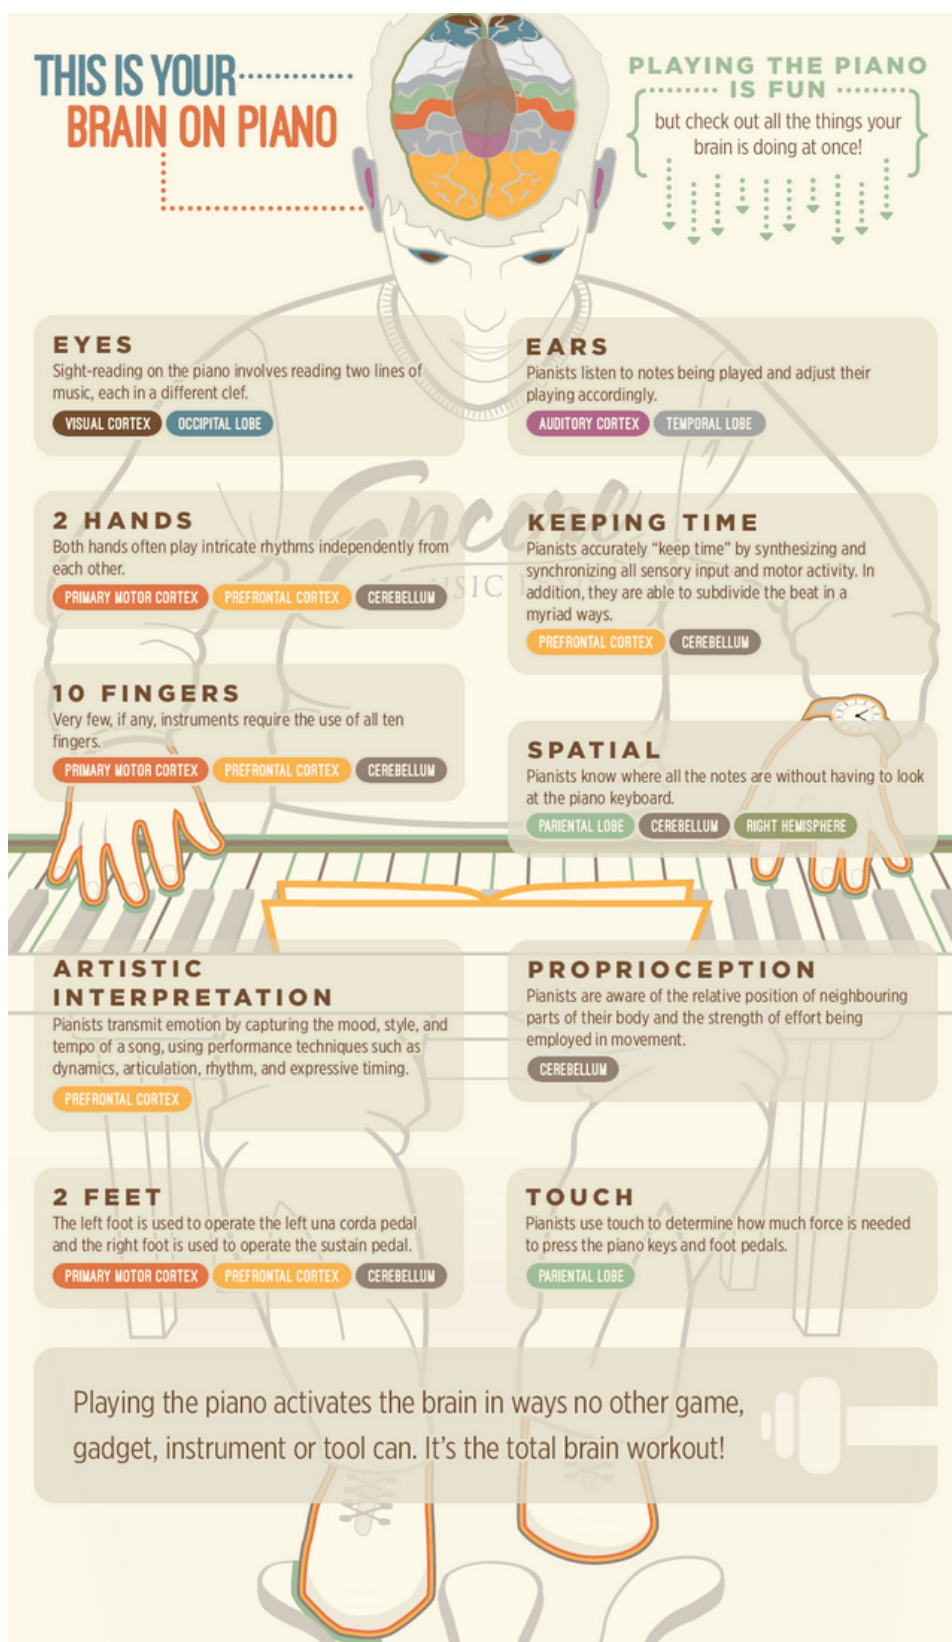 THIS IS YOUR
BRAIN ON PIANO
PLAYING THE PIANO
IS FUN
but check out all the things your
brain is doing at once!
EYES
Sight-reading on the piano involves reading two lines of
music, each in a different clef.
VISUAL CORTEX OCCIPITAL LOBE
EARS
Pianists listen to notes being played and adjust their
playing accordingly.
AUDITORY CORTEX TEMPORAL LOBE
Encore
MUSIC
2 HANDS
Both hands often play intricate rhythms independently from
each other.
PRIMARY MOTOR CORTEX PREFRONTAL CORTEX CEREBELLUM
KEEPING TIME
Pianists accurately “keep time” by synthesizing and
synchronizing all sensory input and motor activity. In
addition, they are able to subdivide the beat in a
myriad ways.
PREFRONTAL CORTEX CEREBELLUM
10 FINGERS
Very few, if any, instruments require the use of all ten
fingers.
PRIMARY MOTOR CORTEX PREFRONTAL CORTEX CEREBELLUM
SPATIAL
Pianists know where all the notes are without having to look
at the piano keyboard.
PARIENTAL LOBE CEREBELLUM RIGHT HEMISPHERE
ARTISTIC
INTERPRETATION
Pianists transmit emotion by capturing the mood, style, and
tempo of a song, using performance techniques such as
dynamics, articulation, rhythm, and expressive timing.
PREFRONTAL CORTEX
PROPRIOCEPTION
Pianists are aware of the relative position of neighbouring
parts of their body and the strength of effort being
employed in movement.
CEREBELLUM
2 FEET
The left foot is used to operate the left una corda pedal
and the right foot is used to operate the sustain pedal.
PRIMARY MOTOR CORTEX PREFRONTAL CORTEX CEREBELLUM
TOUCH
Pianists use touch to determine how much force is needed
to press the piano keys and foot pedals.
PARIENTAL LOBE
Playing the piano activates the brain in ways no other game,
gadget, instrument or tool can. It’s the total brain workout!